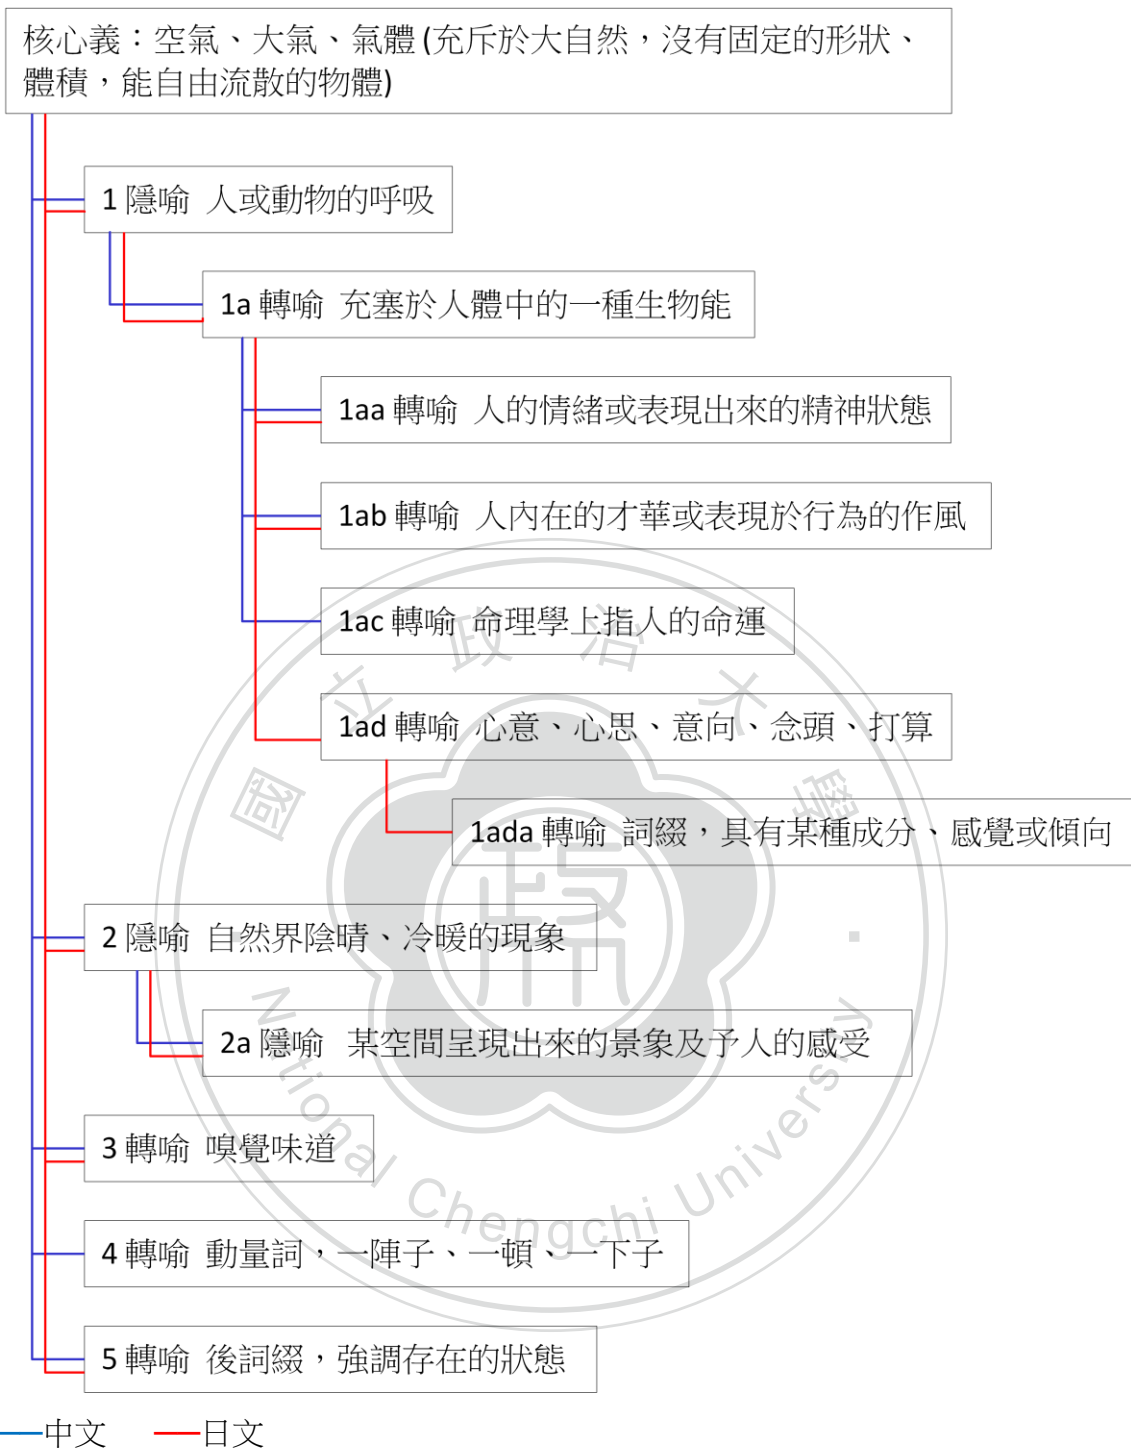 核心義：空氣、大氣、氣體 (充斥於大自然，沒有固定的形狀、
體積，能自由流散的物體)
1 隱喻 人或動物的呼吸
1a 轉喻 充塞於人體中的一種生物能
1aa 轉喻 人的情緒或表現出來的精神狀態
1ab 轉喻 人內在的才華或表現於行為的作風
1ac 轉喻 命理學上指人的命運
1ad 轉喻 心意、心思、意向、念頭、打算
1ada 轉喻 詞綴，具有某種成分、感覺或傾向
2 隱喻 自然界陰晴、冷暖的現象
2a 隱喻 某空間呈現出來的景象及予人的感受
3 轉喻 嗅覺味道
4 轉喻 動量詞，一陣子、一頓、一下子
5 轉喻 後詞綴，強調存在的狀態
中文 日文
國立政治大學
政
National Chengchi University